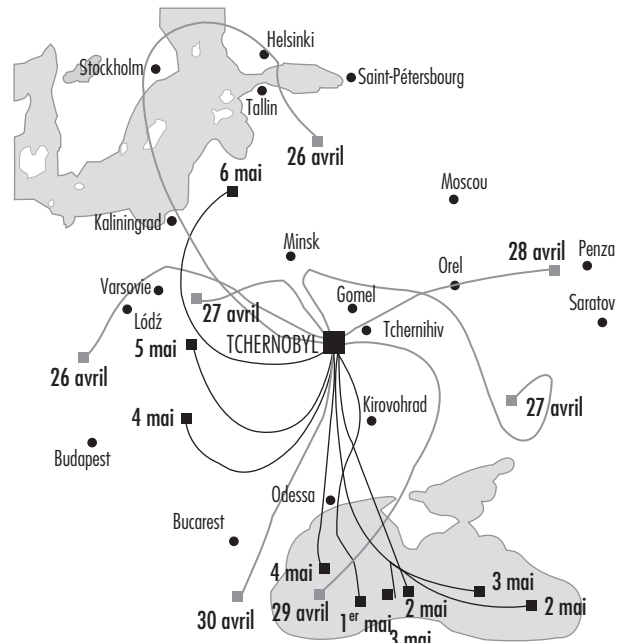 Helsinki
Stockholm
Saint-Pétersbourg
Tallin
26 avril
6 mai
Moscou
Kaliningrad
Minsk
28 avril
Penza
Orel
Varsovie
27 avril
Gomel
Saratov
Łódź
Tchernihiv
5 mai
TCHERNOBYL
26 avril
4 mai
Kirovohrad
27 avril
Budapest
Odessa
Bucarest
4 mai
3 mai
30 avril
29 avril
1er mai
2 mai
2 mai
3 mai